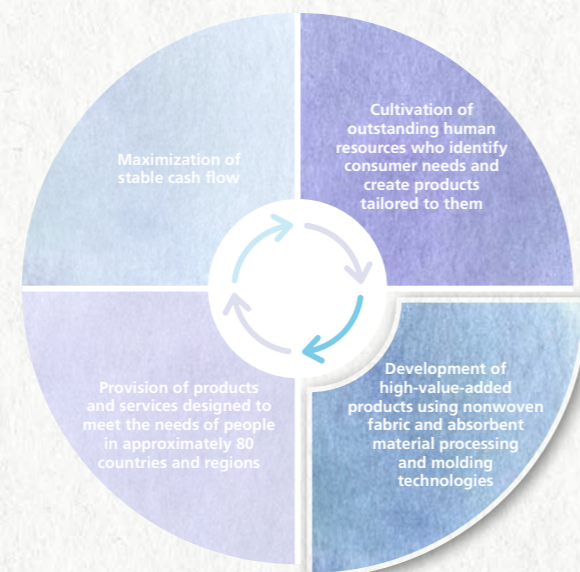 Maximization of
stable cash flow
Cultivation of
outstanding human
resources who identify
consumer needs and
create products
tailored to them
Provision of products
and services designed to
meet the needs of people
in approximately 80
countries and regions
Development of
high-value-added
products using nonwoven
fabric and absorbent
material processing
and molding
technologies